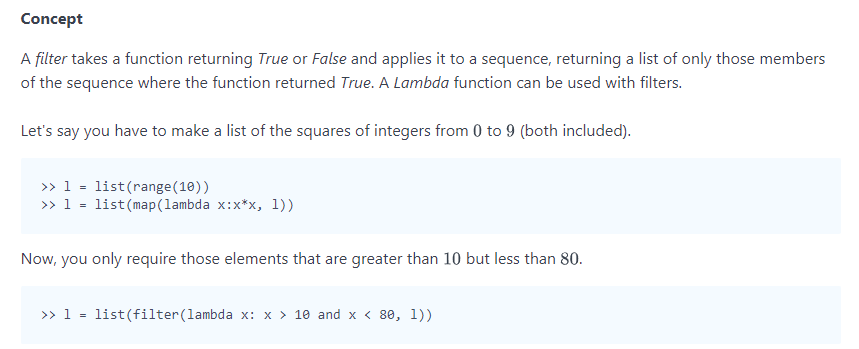 Concept
A filter takes a function returning True or False and applies it to a sequence, returning a list of only those members
of the sequence where the function returned True. A Lambda function can be used with filters.
Let's say you have to make a list of the squares of integers from 0 to 9 (both included).
>> l = list(range(10))
>> l = list(map(lambda x:x*x, l))
Now, you only require those elements that are greater than 10 but less than 80.
>> l = list(filter(lambda x: x > 10 and x < 80, l))